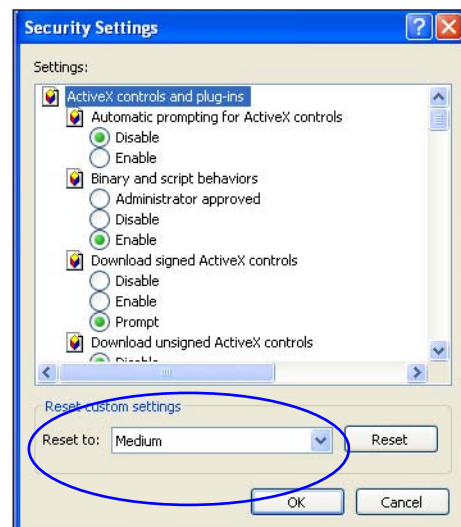 Security Settings
Settings:
ActiveX controls and plug-ins
Automatic prompting for ActiveX controls
Disable
Enable
Binary and script behaviors
Administrator approved
Disable
Enable
Download signed ActiveX controls
Disable
Enable
Prompt
Download unsigned ActiveX controls
Disable
Reset custom settings
Reset to: Medium Reset
OK Cancel